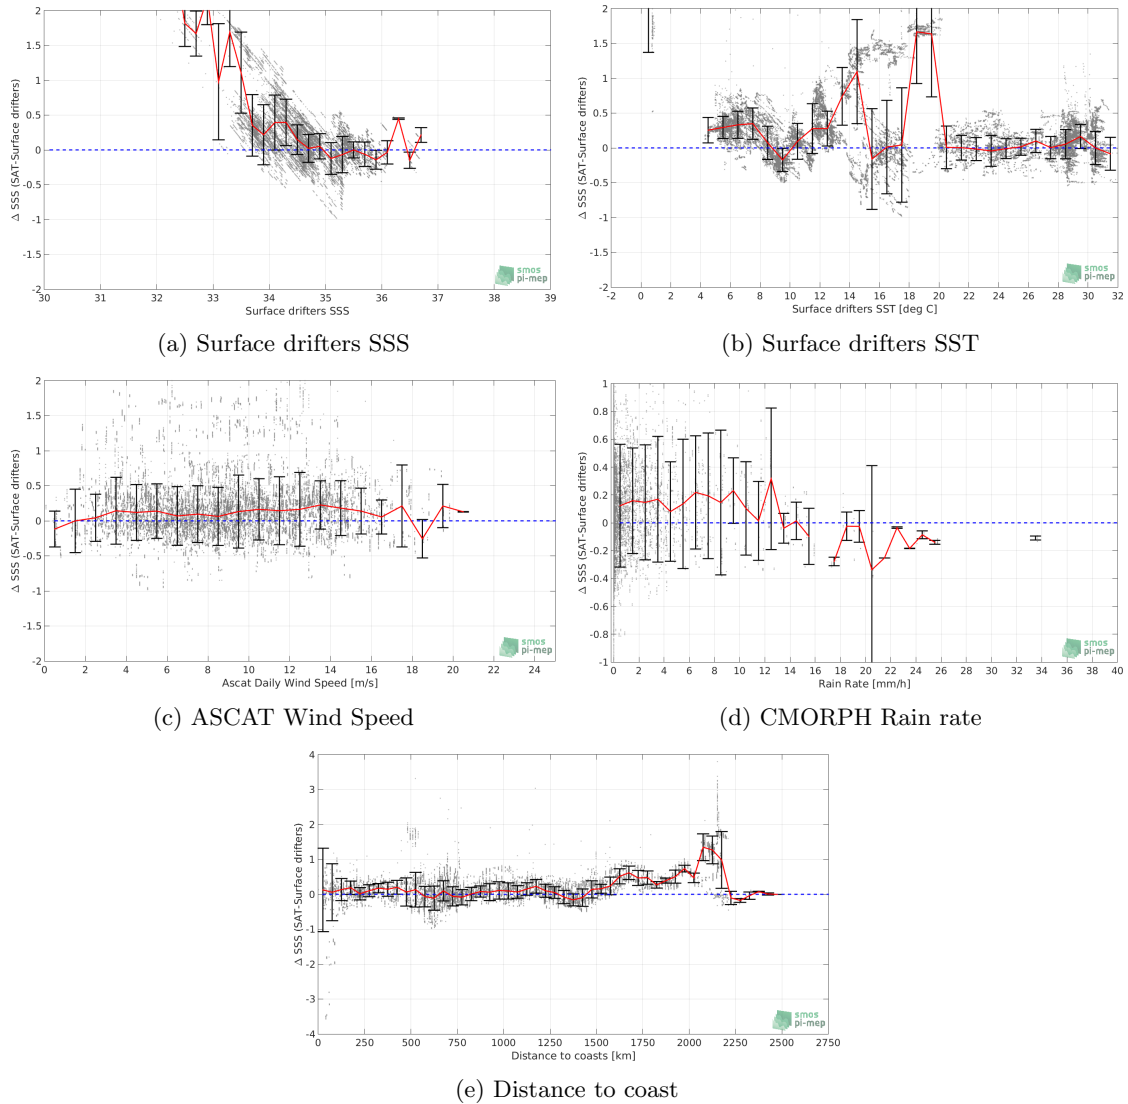 Δ SSS (SAT-Surface drifters)
2
1.5
1
0.5
0
-0.5
-1
-1.5
-2
30 31 32 33 34 35 36 37 38 39
Surface drifters SSS
smos
pi-mep
(a) Surface drifters SSS
Δ SSS (SAT-Surface drifters)
2
1.5
1
0.5
0
-0.5
-1
-1.5
-2
-2 0 2 4 6 8 10 12 14 16 18 20 22 24 26 28 30 32
Surface drifters SST [deg C]
smos
pi-mep
(b) Surface drifters SST
Δ SSS (SAT-Surface drifters)
2
1.5
1
0.5
0
-0.5
-1
-1.5
-2
0 2 4 6 8 10 12 14 16 18 20 22 24
Ascat Daily Wind Speed [m/s]
smos
pi-mep
(c) ASCAT Wind Speed
Δ SSS (SAT-Surface drifters)
1
0.8
0.6
0.4
0.2
0
-0.2
-0.4
-0.6
-0.8
-1
0 2 4 6 8 10 12 14 16 18 20 22 24 26 28 30 32 34 36 38 40
Rain Rate [mm/h]
smos
pi-mep
(d) CMORPH Rain rate
Δ SSS (SAT-Surface drifters)
4
3
2
1
0
-1
-2
-3
-4
0 250 500 750 1000 1250 1500 1750 2000 2250 2500 2750
Distance to coasts [km]
smos
pi-mep
(e) Distance to coast